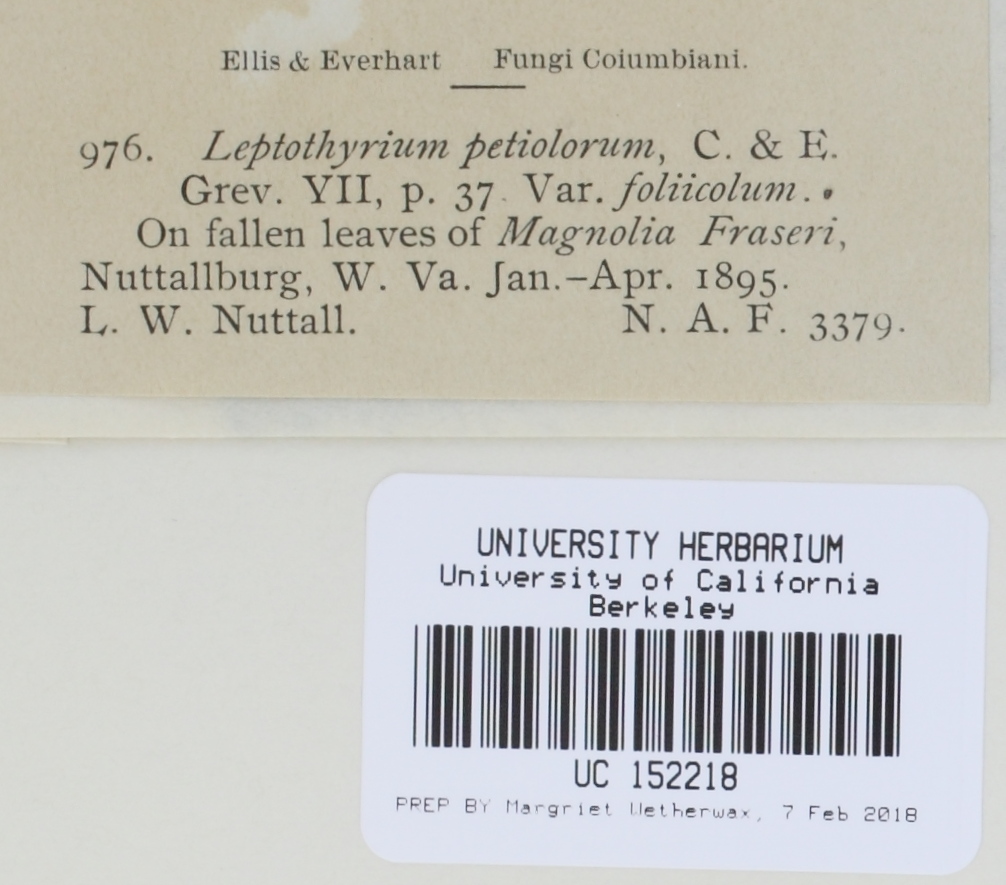 Ellis & Everhart Fungi Coiumbiani.
976. Leptothyrium petiolorum, C. & E.
Grev. YII, p. 37. Var. foliicolum.
On fallen leaves of Magnolia Fraseri,
Nuttallburg, W. Va. Jan.–Apr. 1895.
L. W. Nuttall. N. A. F. 3379.
UNIVERSITY HERBARIUM
University of California
Berkeley
UC 152218
PREP BY Margriet Wetherwax, 7 Feb 2018